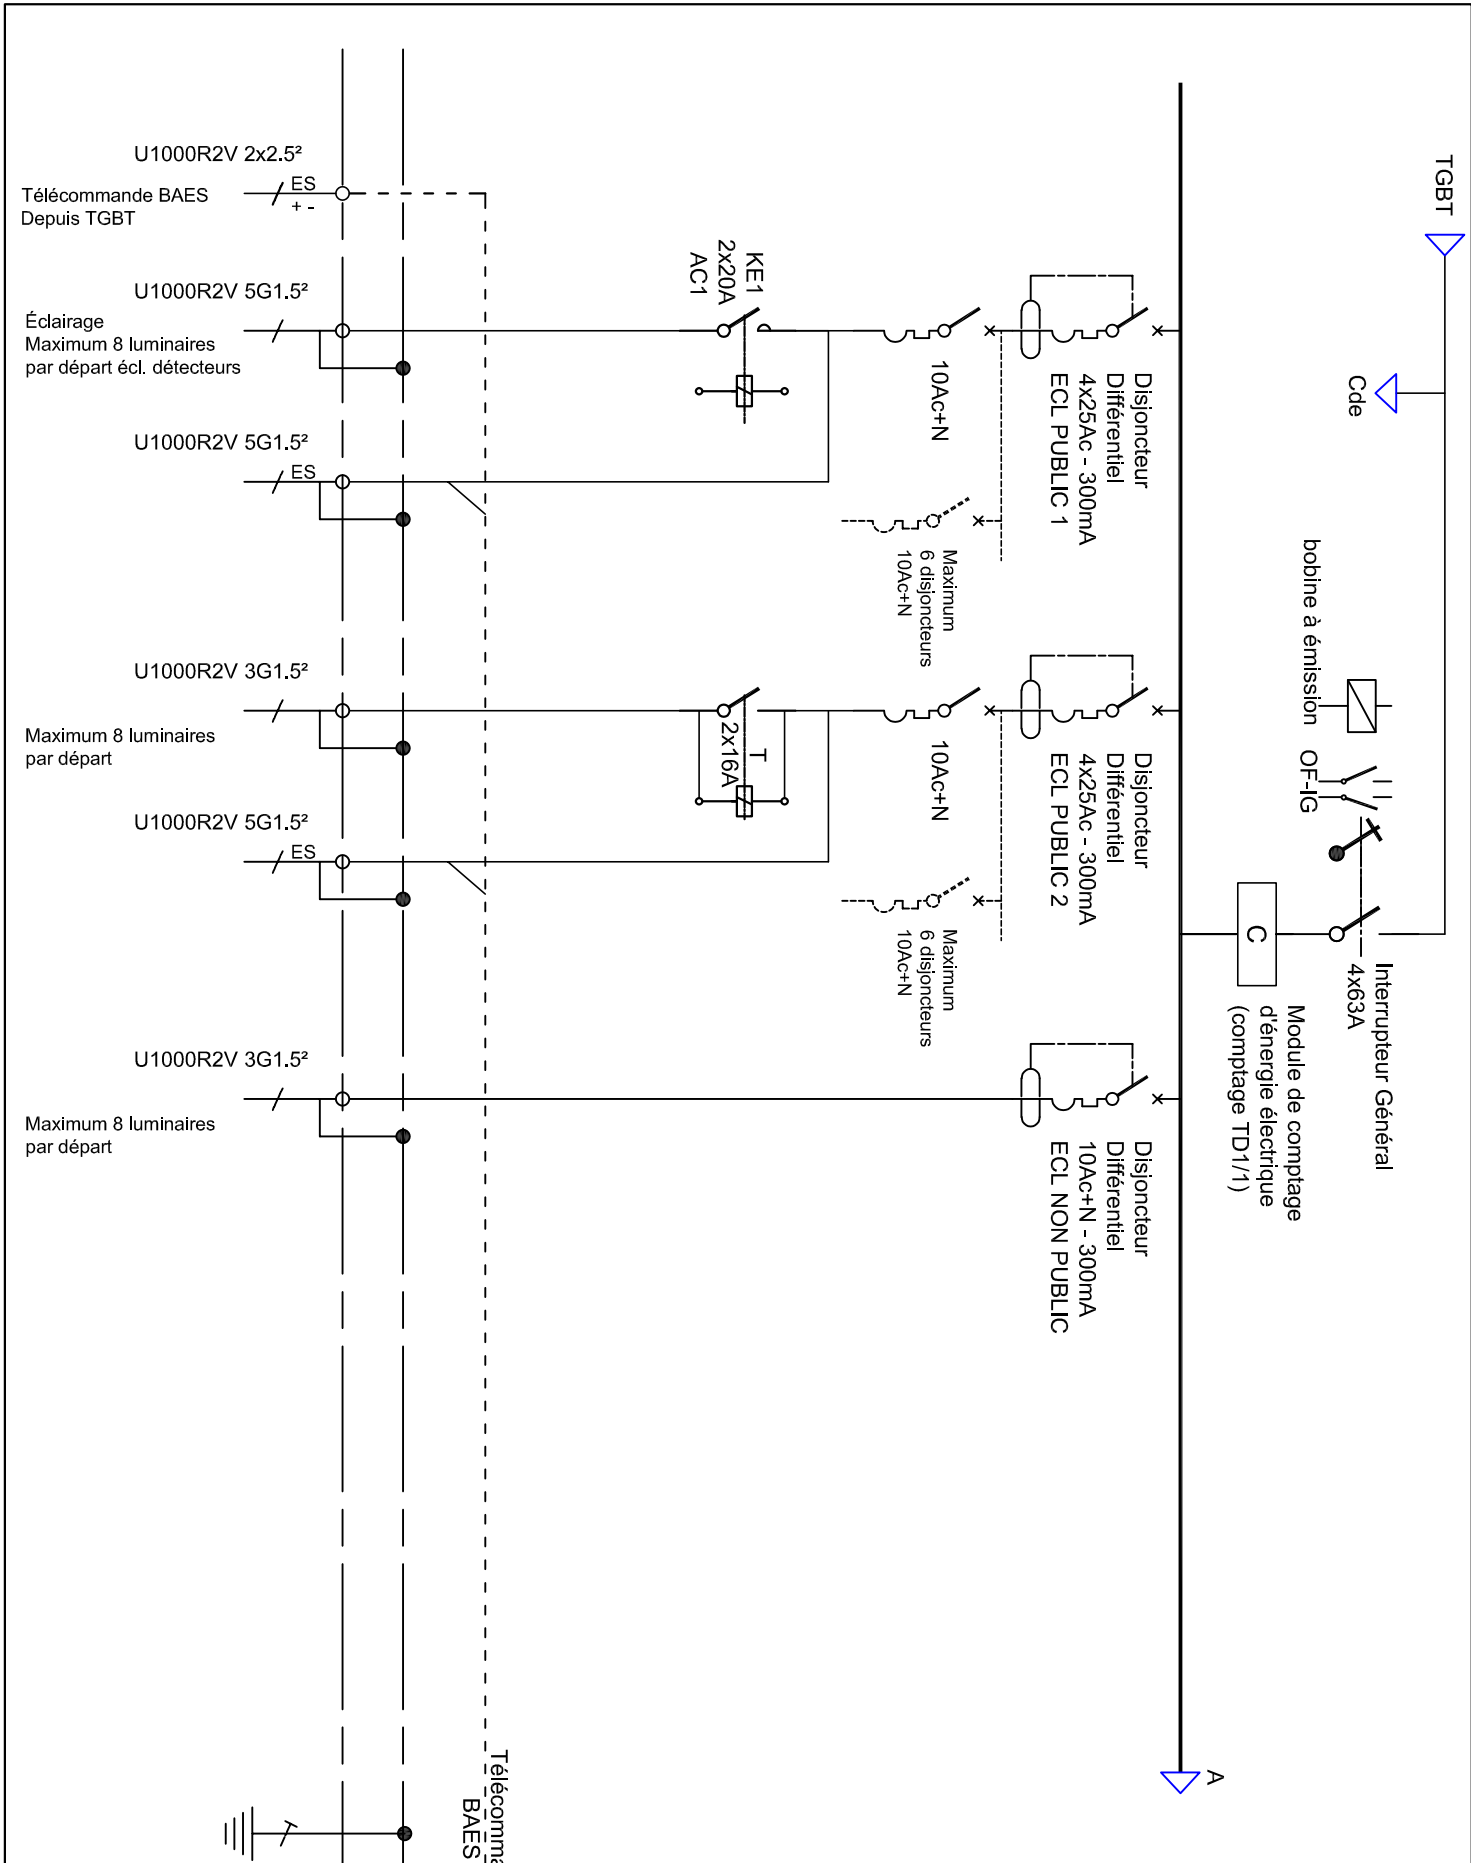 TGBT
Cde
bobine à émission
OF-IG
Interrupteur Général
4x63A
C
Module de comptage
d'énergie électrique
(comptage TD1/1)
A
Disjoncteur
Différentiel
4x25Ac - 300mA
ECL PUBLIC 1
Disjoncteur
Différentiel
4x25Ac - 300mA
ECL PUBLIC 2
Disjoncteur
Différentiel
10Ac+N - 300mA
ECL NON PUBLIC
10Ac+N
Maximum
6 disjoncteurs
10Ac+N
10Ac+N
Maximum
6 disjoncteurs
10Ac+N
KE1
2x20A
AC1
T
2x16A
Télécomma
BAES
U1000R2V 2x2.5²
ES
+ -
Télécommande BAES
Depuis TGBT
U1000R2V 5G1.5²
Éclairage
Maximum 8 luminaires
par départ écl. détecteurs
U1000R2V 5G1.5²
ES
U1000R2V 3G1.5²
Maximum 8 luminaires
par départ
U1000R2V 5G1.5²
ES
U1000R2V 3G1.5²
Maximum 8 luminaires
par départ